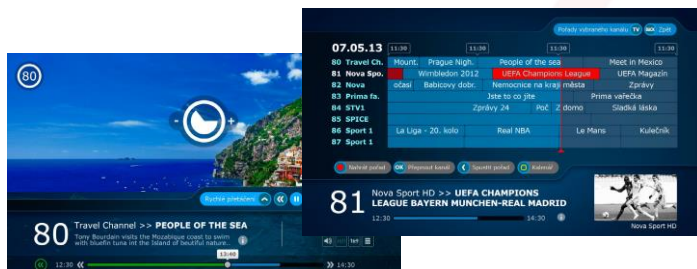 80
- +
Rychlé přetáčení
80 Travel Channel >> PEOPLE OF THE SEA
Tony Bourdain visits the Mozabique coast to swim
with bluefin tuna int the Island of beutiful nature..
13:40
12:30
14:30
Pořady vybraného kanálu TV Zpět
07.05.13 11:30 11:30 11:30 11:30
80 Travel Ch. Mount. Prague Nigh. People of the sea Meet in Mexico
81 Nova Spo. Wimbledon 2012 UEFA Champions League UEFA Magazín
82 Nova očasí Babicovy dobr. Nemocnice na kraji města Zprávy
83 Prima fa. Jste to co jíte Prima vařečka
84 STV1 Zprávy 24 Poč Z domo Sladká láska
85 SPICE
86 Sport 1 La Liga - 20. kolo Real NBA Le Mans Kulečník
87 Sport 1
Nahrát pořad OK Přepnout kanál Spustit pořad Kalendář
81 Nova Sport HD >> UEFA CHAMPIONS
LEAGUE BAYERN MUNCHEN-REAL MADRID
12:30 14:30
Nova Sport HD